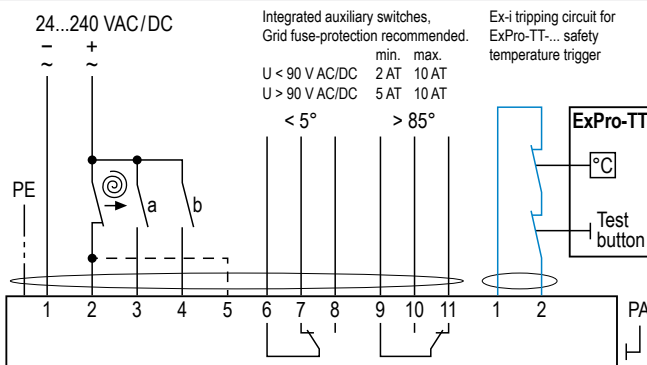 24...240 VAC/DC
– +
~ ~
Integrated auxiliary switches,
Grid fuse-protection recommended.
min. max.
U < 90 V AC/DC 2 AT 10 AT
U > 90 V AC/DC 5 AT 10 AT
< 5° > 85°
Ex-i tripping circuit for
ExPro-TT-... safety
temperature trigger
ExPro-TT
°C
Test
button
PE
a
b
1 2 3 4 5 6 7 8 9 10 11
1 2
PA